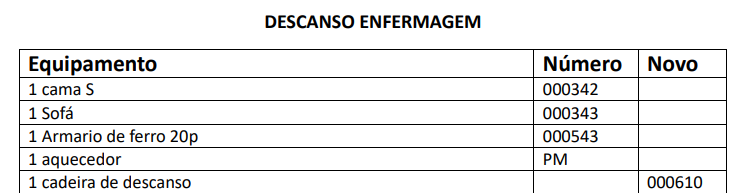 DESCANSO ENFERMAGEM
Equipamento Número Novo
1 cama S 000342
1 Sofá 000343
1 Armario de ferro 20p 000543
1 aquecedor PM
1 cadeira de descanso 000610